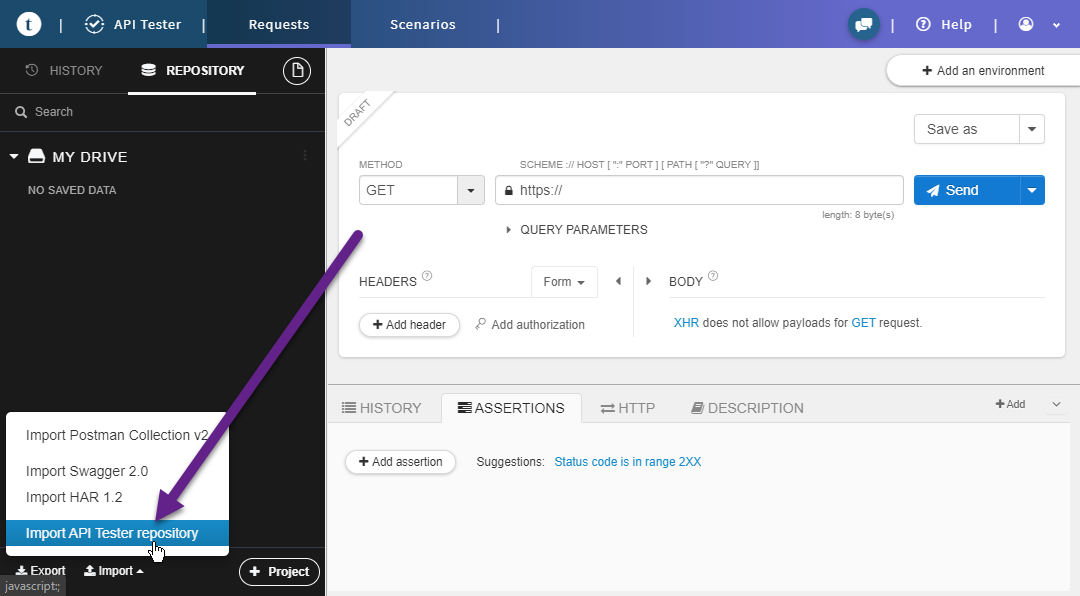 t | API Tester | Requests Scenarios | | Help |
HISTORY REPOSITORY
Add an environment
Search
DRAFT
Save as
MY DRIVE
METHOD SCHEME :// HOST [ ":" PORT ] [ PATH [ "?" QUERY ]]
NO SAVED DATA
GET https:// Send
length: 8 byte(s)
QUERY PARAMETERS
HEADERS ? Form BODY ?
Add header Add authorization XHR does not allow payloads for GET request.
HISTORY ASSERTIONS HTTP DESCRIPTION + Add
Add assertion Suggestions: Status code is in range 2XX
Import Postman Collection v2
Import Swagger 2.0
Import HAR 1.2
Import API Tester repository
Export Import + Project
javascript:;